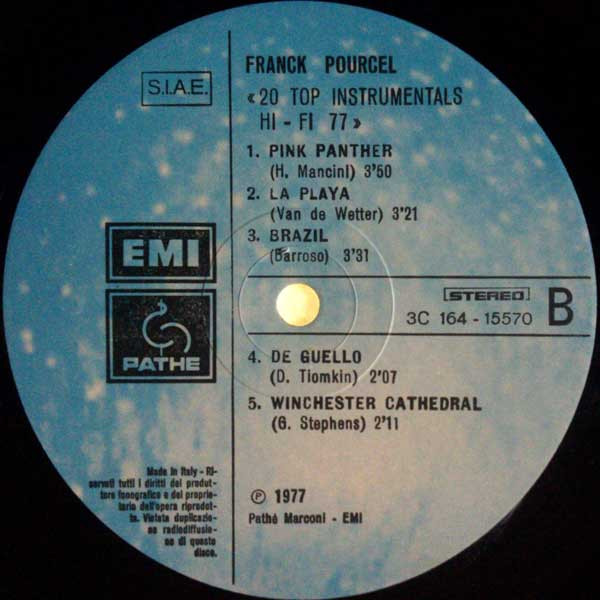 FRANCK POURCEL
S.I.A.E.
«20 TOP INSTRUMENTALS
HI - FI 77»
1. PINK PANTHER
(H. Mancini) 3'50
2. LA PLAYA
(Van de Wetter) 3'21
3. BRAZIL
(Barroso) 3'31
EMI
PATHE
STEREO
3C 164 - 15570 B
4. DE GUELLO
(D. Tiomkin) 2'07
5. WINCHESTER CATHEDRAL
(G. Stephens) 2'11
Made in Italy - Ri-
servati tutti i diritti del produt-
tore fonografico e del proprie-
tario dell'opera riprodot-
ta. Vietata duplicazio-
ne radiodiffusio-
ne di questo
disco.
℗ 1977
Pathé Marconi - EMI